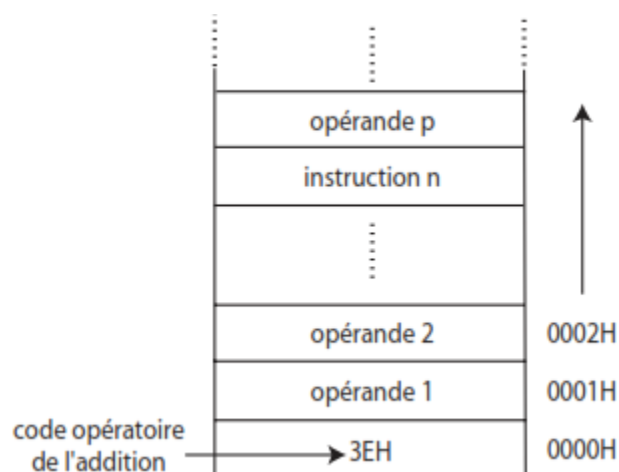 opérande p
instruction n
opérande 2 0002H
opérande 1 0001H
code opératoire
de l'addition
3EH 0000H